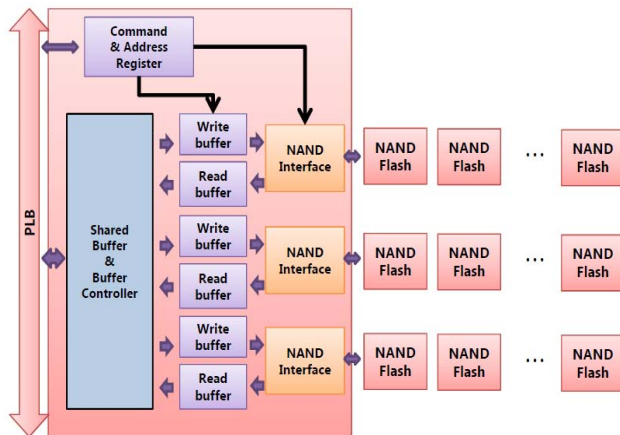 Command
& Address
Register
PLB
Shared
Buffer
&
Buffer
Controller
Write
buffer
Read
buffer
NAND
Interface
NAND
Flash
NAND
Flash
...
NAND
Flash
Write
buffer
Read
buffer
NAND
Interface
NAND
Flash
NAND
Flash
...
NAND
Flash
Write
buffer
Read
buffer
NAND
Interface
NAND
Flash
NAND
Flash
...
NAND
Flash